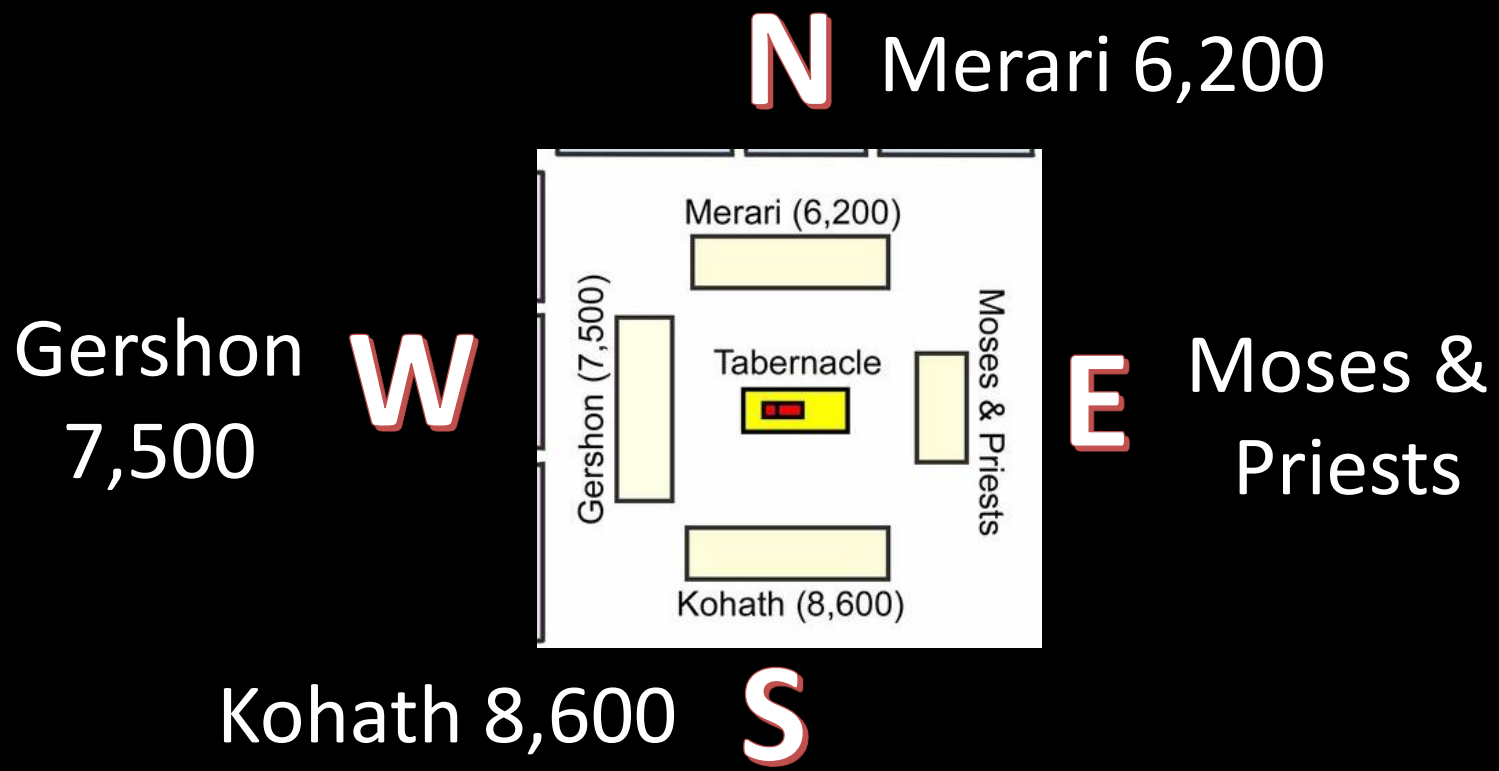 N Merari 6,200
Merari (6,200)
Gershon
7,500
W
Gershon (7,500)
Tabernacle
Moses & Priests
E
Moses &
Priests
Kohath (8,600)
Kohath 8,600 S